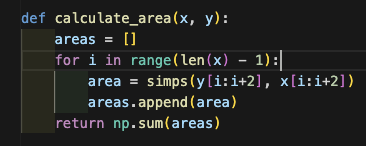 def calculate_area(x, y):
    areas = []
    for i in range(len(x) - 1):
        area = simps(y[i:i+2], x[i:i+2])
        areas.append(area)
    return np.sum(areas)